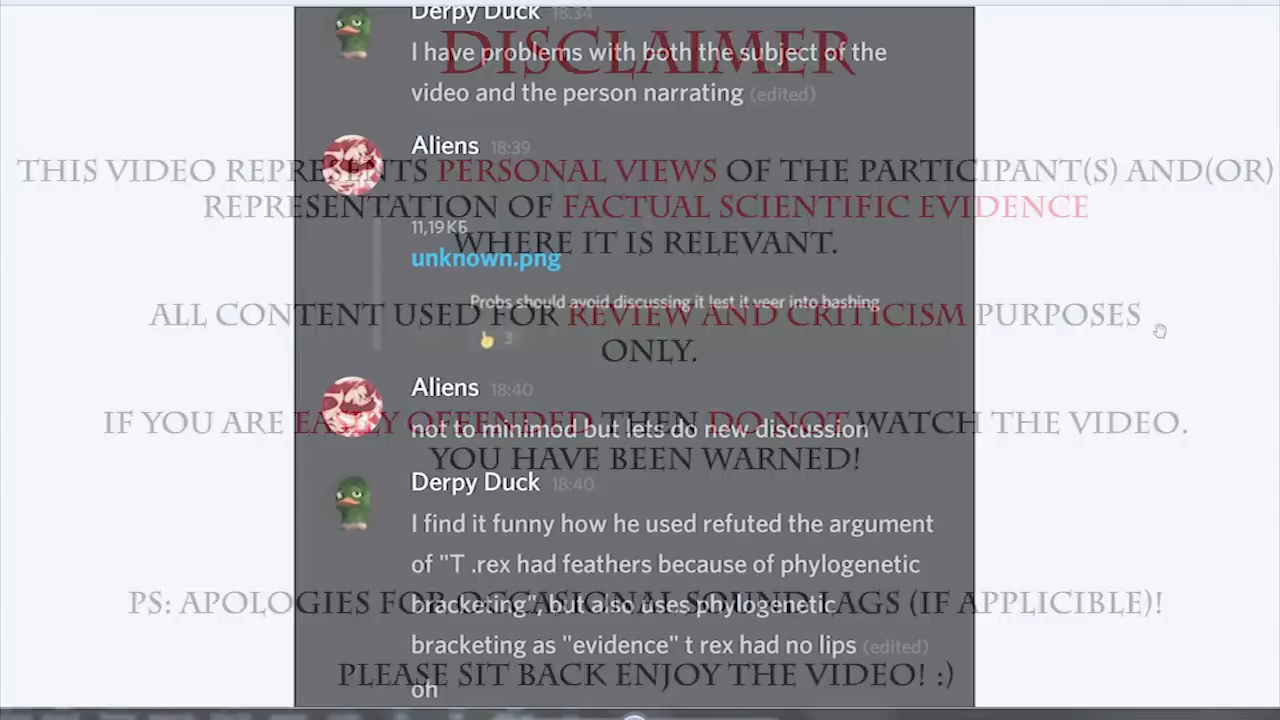 Derpy Duck 18:34
DISCLAIMER
I have problems with both the subject of the
video and the person narrating (edited)
Aliens 18:39
THIS VIDEO REPRESENTS PERSONAL VIEWS OF THE PARTICIPANT(S) AND(OR)
REPRESENTATION OF FACTUAL SCIENTIFIC EVIDENCE
11,19 КБ
WHERE IT IS RELEVANT.
unknown.png
Probs should avoid discussing it lest it veer into bashing
ALL CONTENT USED FOR REVIEW AND CRITICISM PURPOSES
3
ONLY.
Aliens 18:40
IF YOU ARE EASILY OFFENDED THEN DO NOT WATCH THE VIDEO.
not to minimod but lets do new discussion
YOU HAVE BEEN WARNED!
Derpy Duck 18:40
I find it funny how he used refuted the argument
of "T .rex had feathers because of phylogenetic
PS: APOLOGIES FOR OCCASIONAL SOUND LAGS (IF APPLICIBLE)!
bracketing", but also uses phylogenetic
bracketing as "evidence" t rex had no lips (edited)
PLEASE SIT BACK ENJOY THE VIDEO! :)
oh